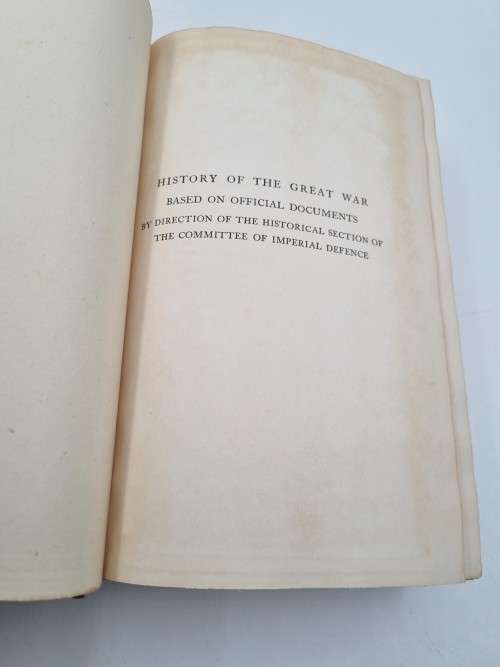 HISTORY OF THE GREAT WAR
BASED ON OFFICIAL DOCUMENTS
BY DIRECTION OF THE HISTORICAL SECTION OF
THE COMMITTEE OF IMPERIAL DEFENCE